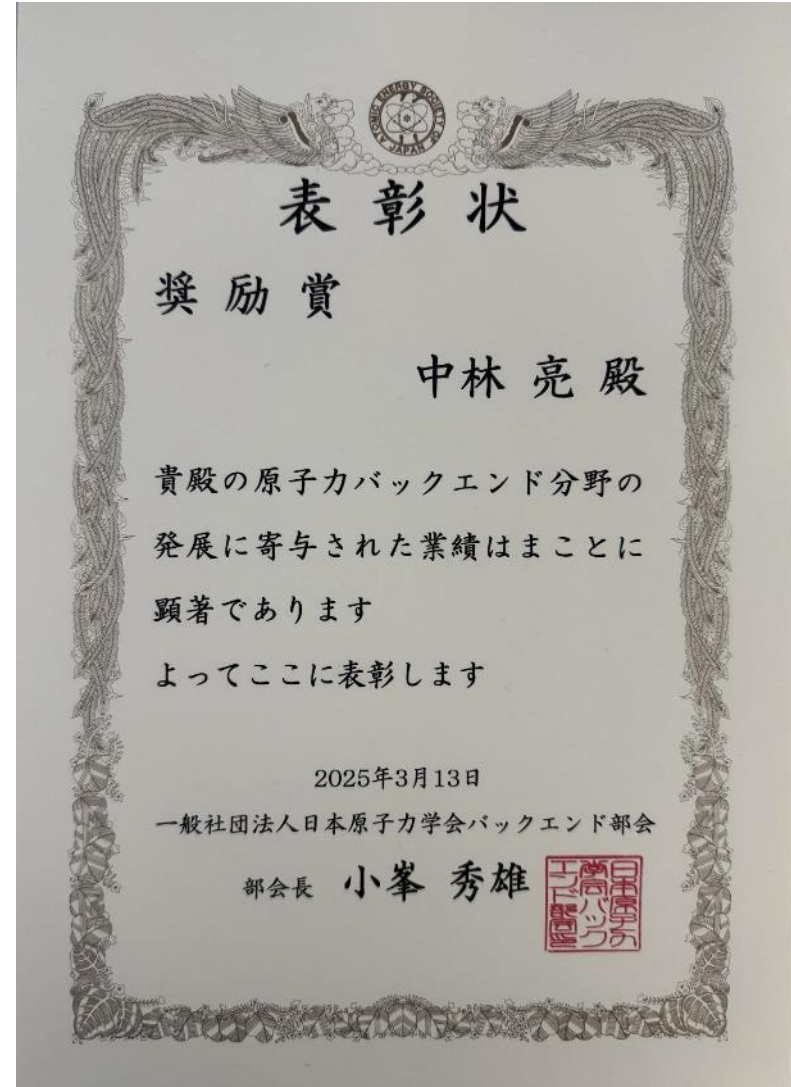 ATOMIC ENERGY SOCIETY OF JAPAN
表彰状
奨励賞
中林 亮 殿
貴殿の原子力バックエンド分野の
発展に寄与された業績はまことに
顕著であります
よってここに表彰します
2025年3月13日
一般社団法人日本原子力学会バックエンド部会
部会長 小峯 秀雄